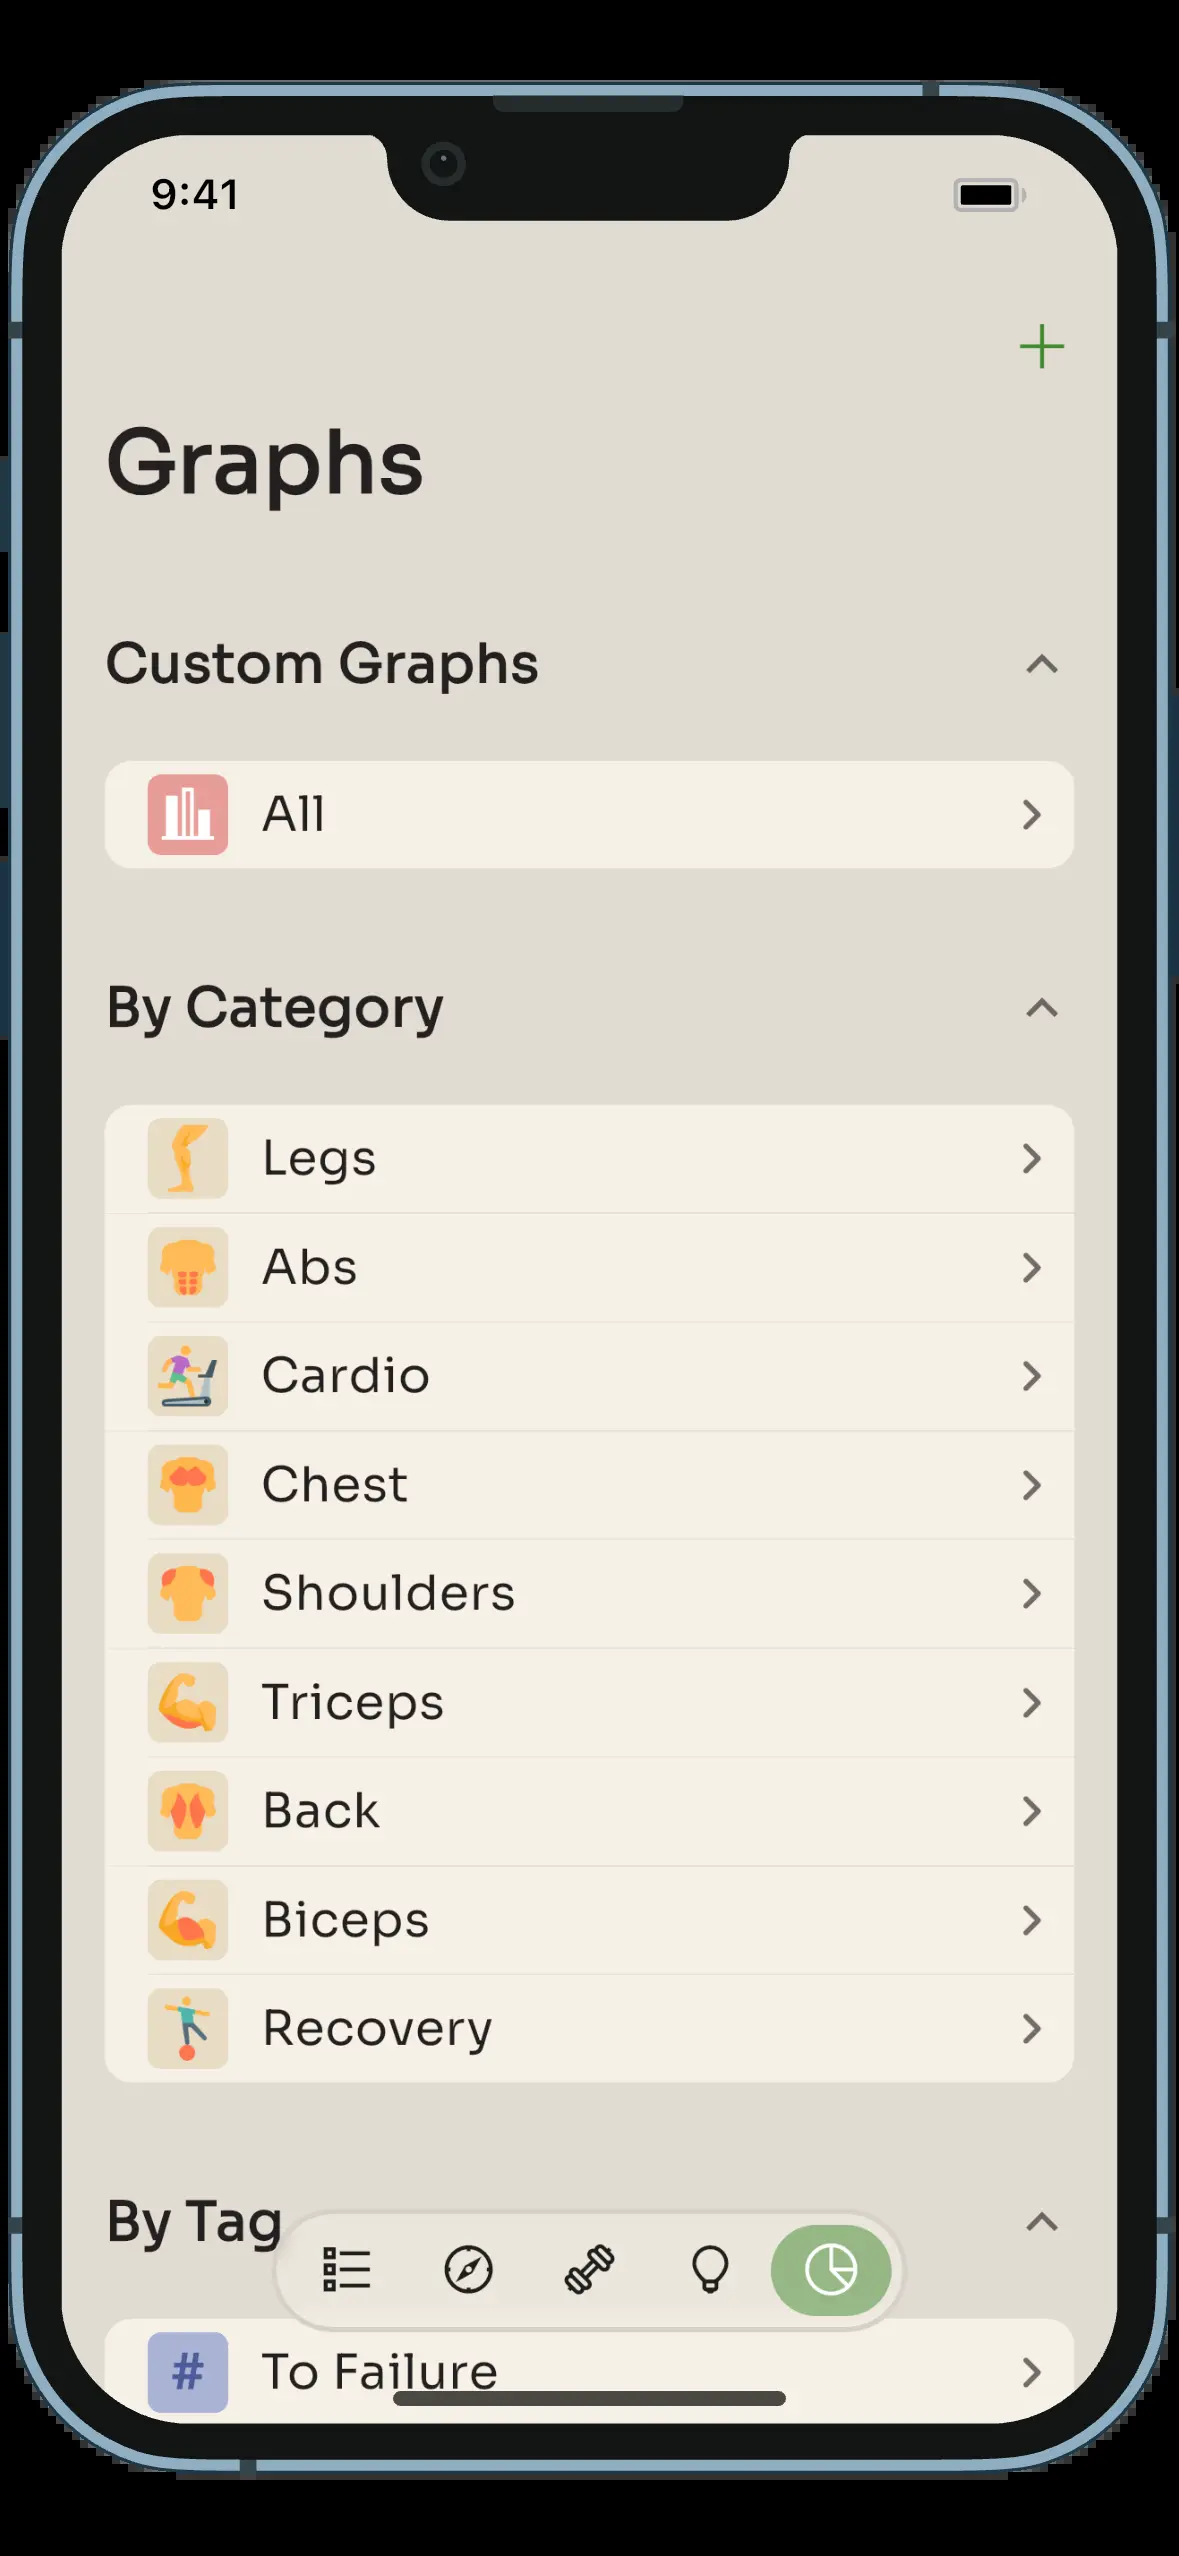 9:41
Graphs
Custom Graphs
All
By Category
Legs
Abs
Cardio
Chest
Shoulders
Triceps
Back
Biceps
Recovery
By Tag
# To Failure